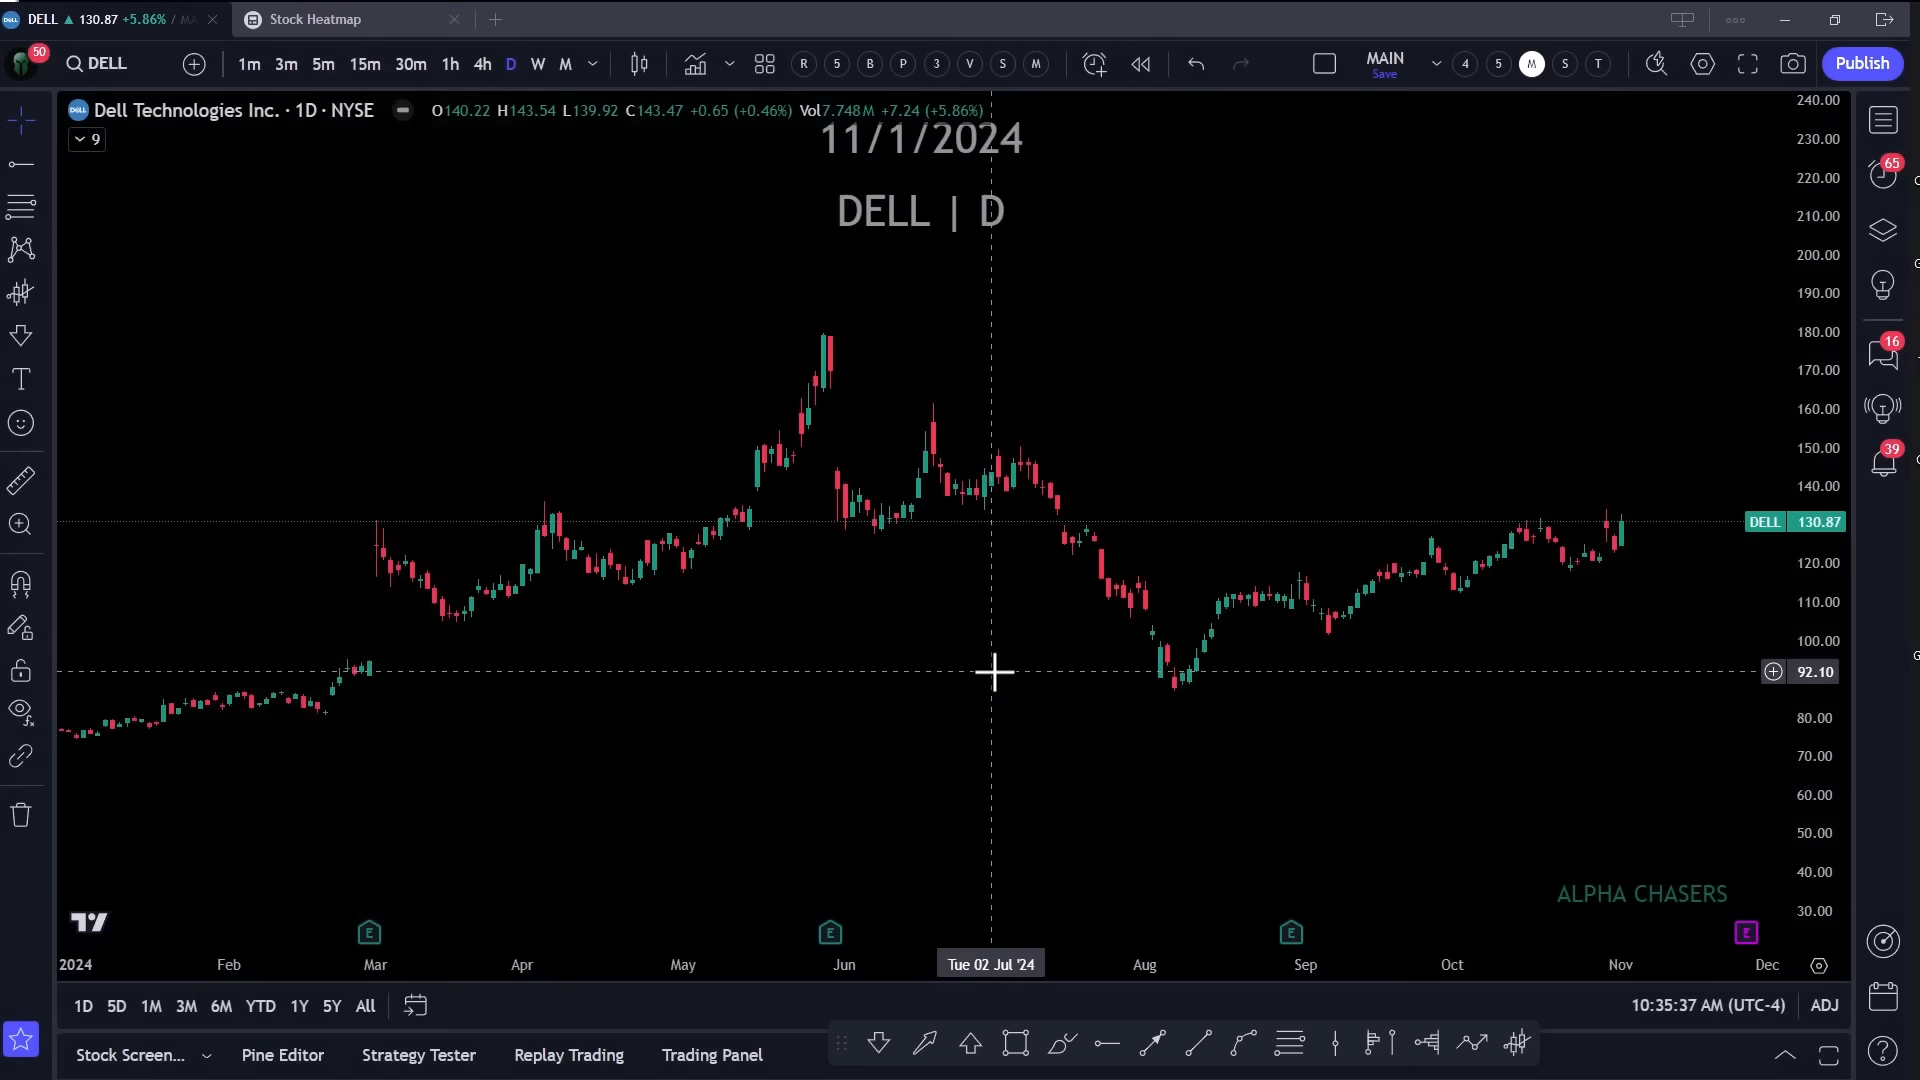 DELL ▲ 130.87 +5.86% / MA
Stock Heatmap
50
DELL
1m 3m 5m 15m 30m 1h 4h D W M
R 5 B P 3 V S M
MAIN
Save
4 5 M S T
Publish
Dell Technologies Inc. · 1D · NYSE
O140.22 H143.54 L139.92 C143.47 +0.65 (+0.46%) Vol7.748M +7.24 (+5.86%)
9
11/1/2024
DELL | D
240.00
230.00
220.00
210.00
200.00
190.00
180.00
170.00
160.00
150.00
140.00
DELL 130.87
120.00
110.00
100.00
92.10
80.00
70.00
60.00
50.00
40.00
30.00
65
16
39
ALPHA CHASERS
E E E E
2024 Feb Mar Apr May Jun Tue 02 Jul '24 Aug Sep Oct Nov Dec
1D 5D 1M 3M 6M YTD 1Y 5Y All
10:35:37 AM (UTC-4) ADJ
Stock Screen... Pine Editor Strategy Tester Replay Trading Trading Panel